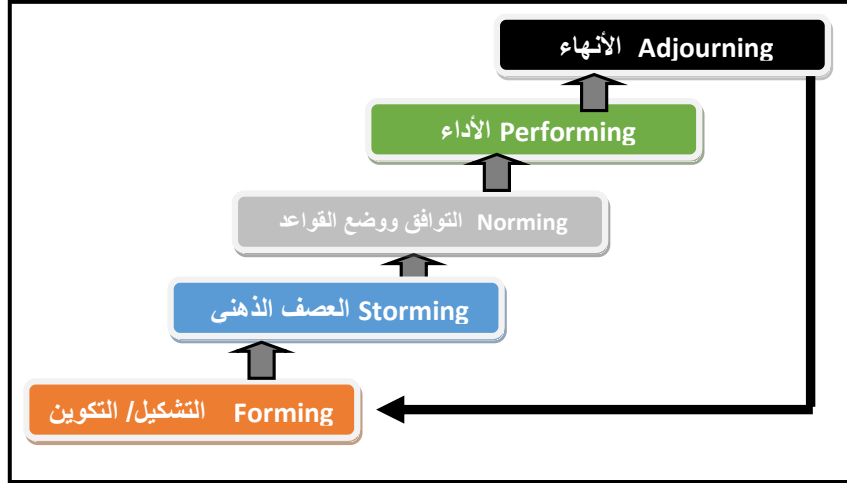 الأنهاء Adjourning
الأداء Performing
التوافق ووضع القواعد Norming
العصف الذهنى Storming
التشكيل/ التكوين Forming